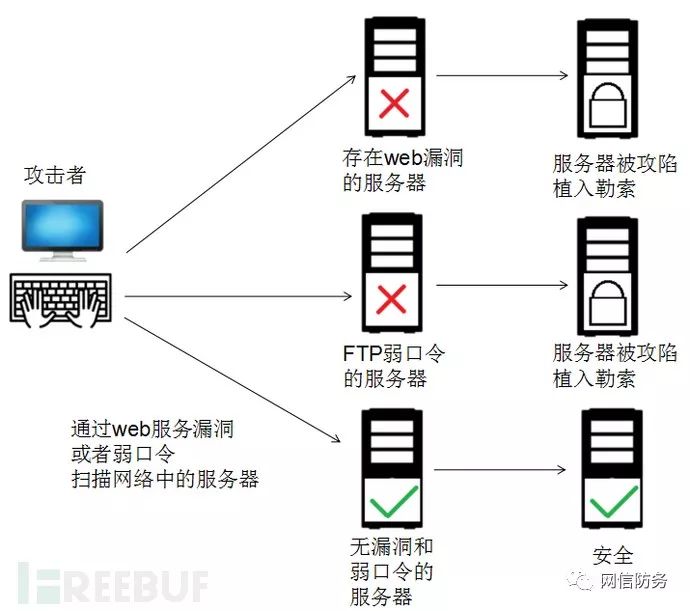 攻击者
存在web漏洞
的服务器
服务器被攻陷
植入勒索
FTP弱口令
的服务器
服务器被攻陷
植入勒索
通过web服务漏洞
或者弱口令
扫描网络中的服务器
无漏洞和
弱口令的
服务器
安全
FREEBUF
网信防务